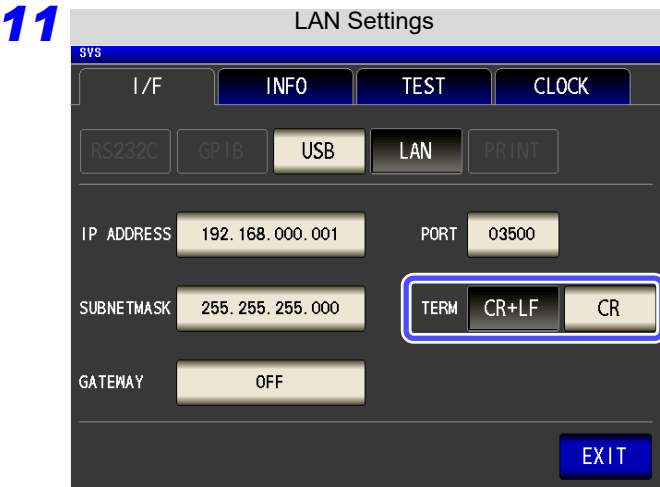 11
LAN Settings
SYS
I/F INFO TEST CLOCK
RS232C GPIB USB LAN PRINT
IP ADDRESS 192.168.000.001 PORT 03500
SUBNETMASK 255.255.255.000 TERM CR+LF CR
GATEWAY OFF
EXIT